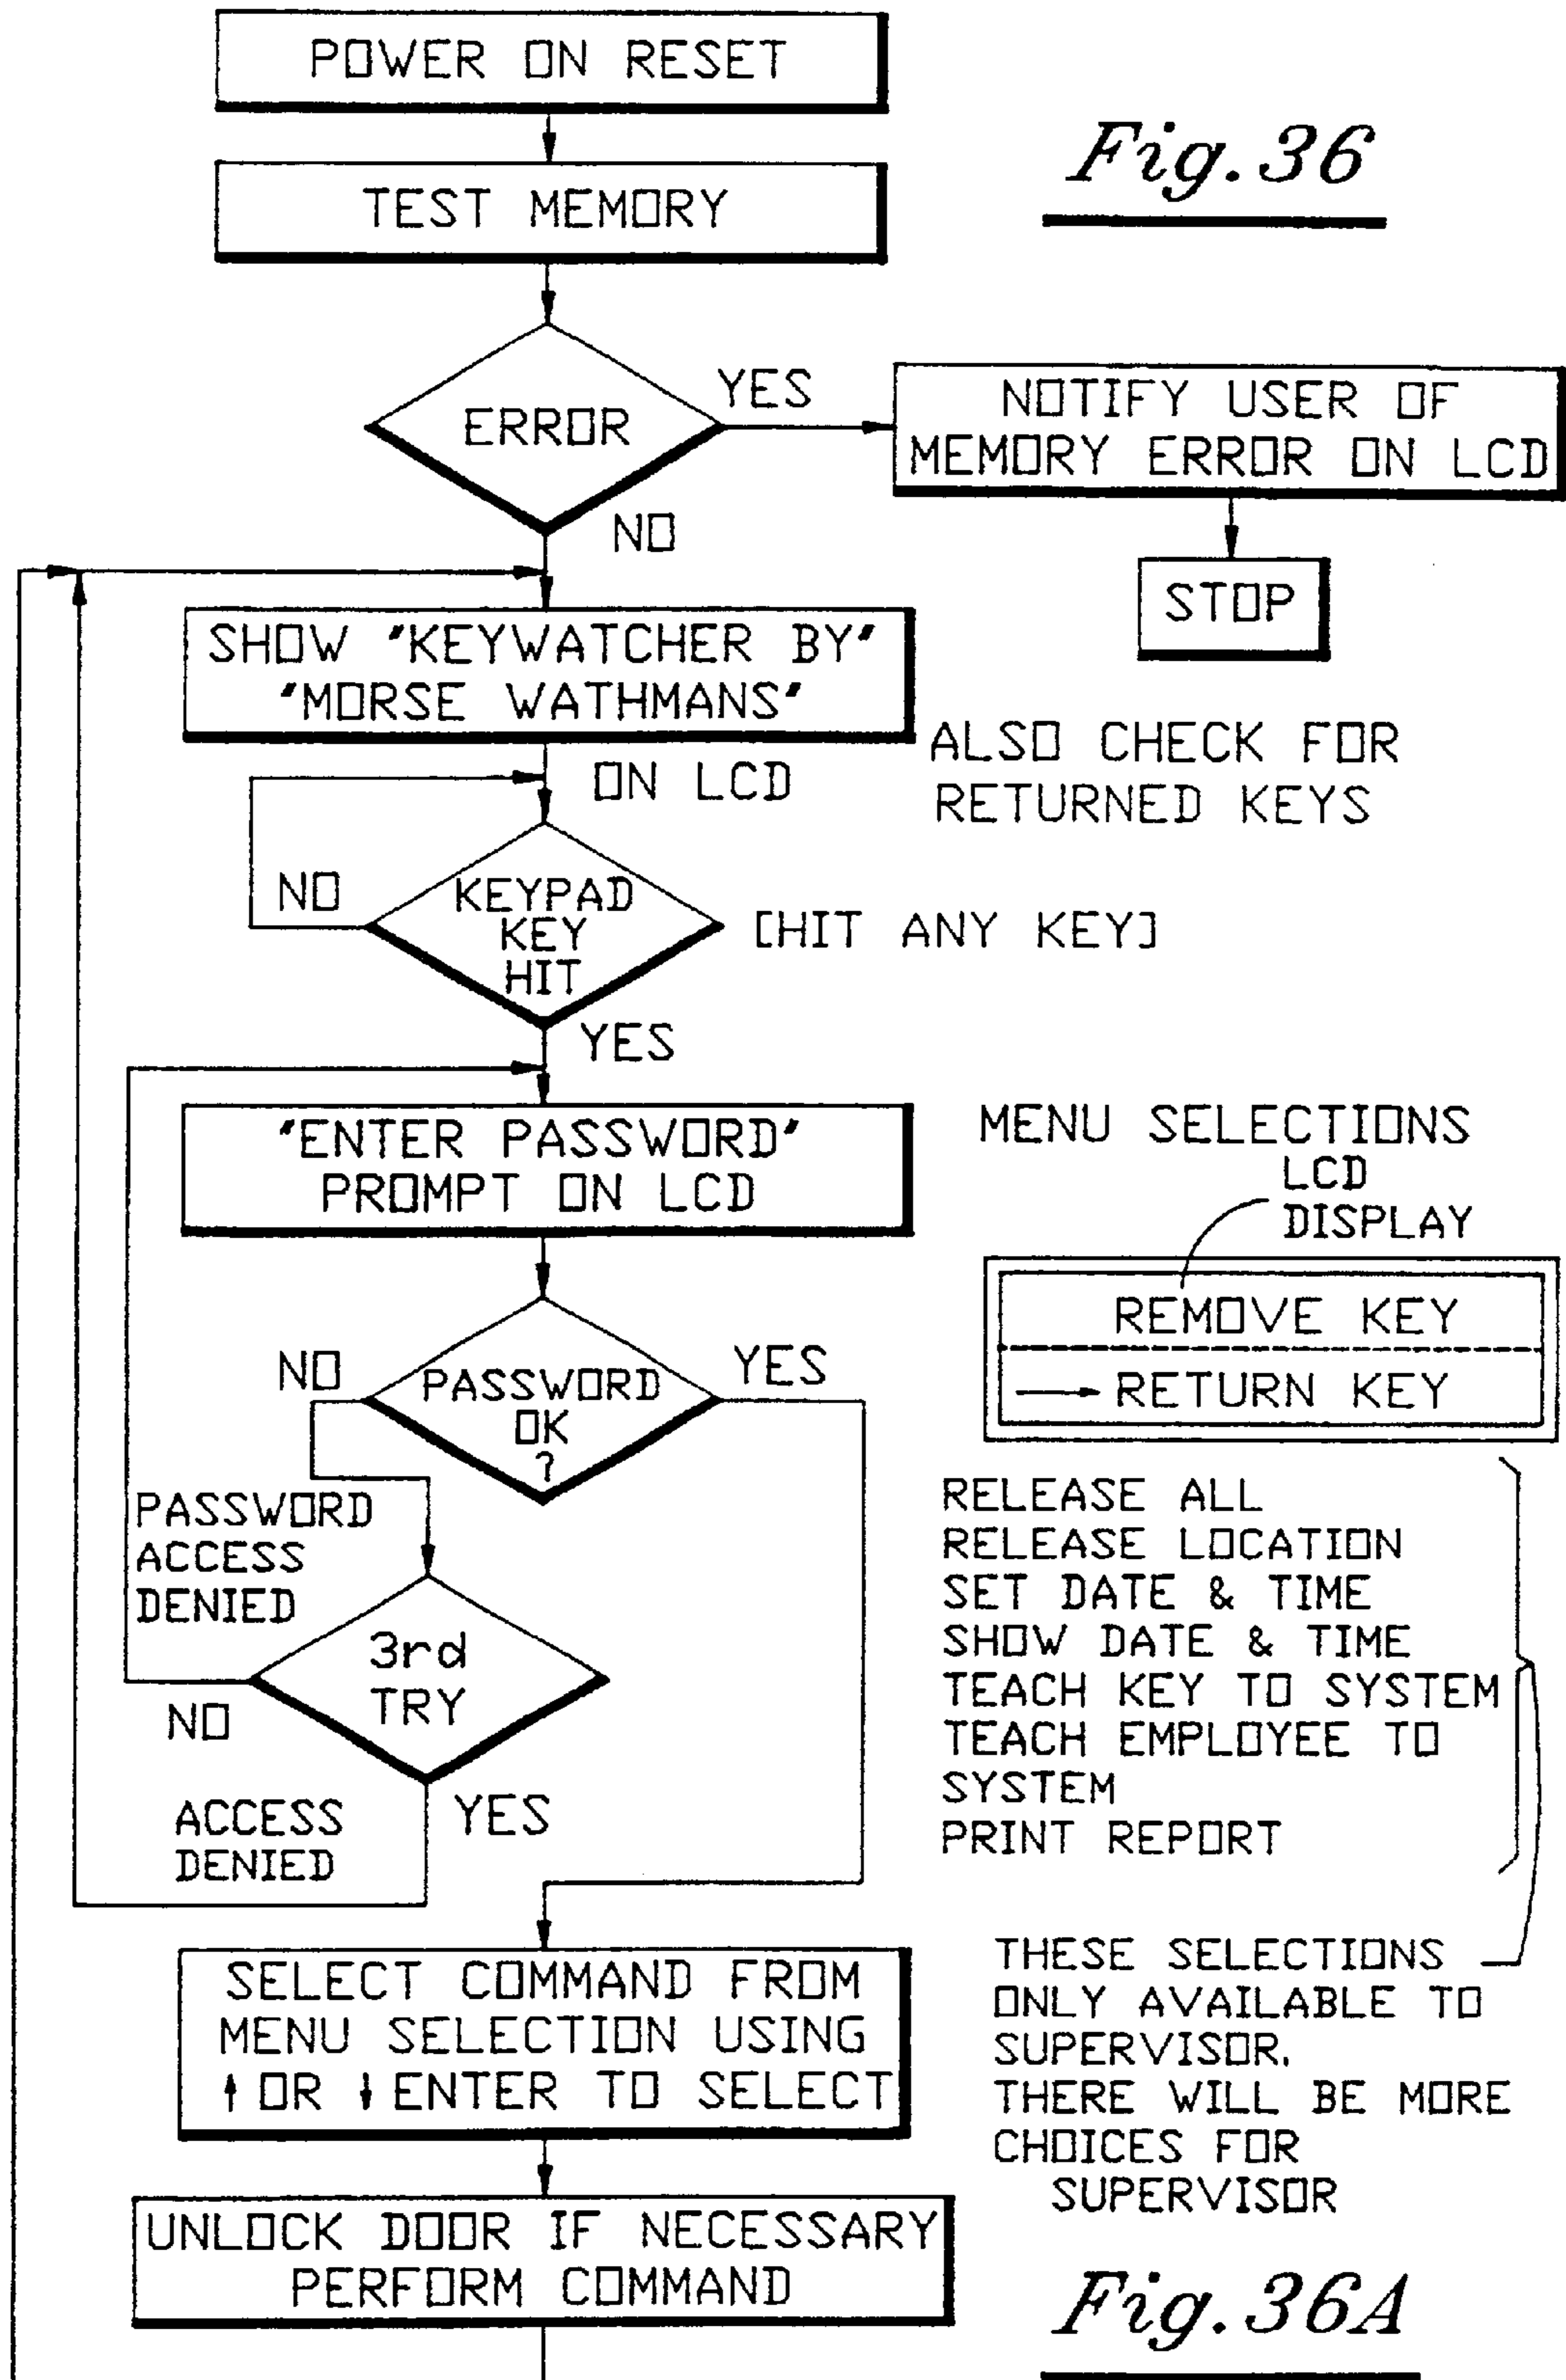 POWER ON RESET
Fig. 36
TEST MEMORY
ERROR
YES
NOTIFY USER OF
MEMORY ERROR ON LCD
NO
STOP
SHOW "KEYWATCHER BY"
"MORSE WATHMANS"
ON LCD
ALSO CHECK FOR
RETURNED KEYS
NO
KEYPAD
KEY
HIT
[HIT ANY KEY]
YES
"ENTER PASSWORD"
PROMPT ON LCD
MENU SELECTIONS
LCD
DISPLAY
REMOVE KEY
RETURN KEY
NO
PASSWORD
OK
?
YES
PASSWORD
ACCESS
DENIED
3rd
TRY
NO
YES
ACCESS
DENIED
RELEASE ALL
RELEASE LOCATION
SET DATE & TIME
SHOW DATE & TIME
TEACH KEY TO SYSTEM
TEACH EMPLOYEE TO
SYSTEM
PRINT REPORT
THESE SELECTIONS
ONLY AVAILABLE TO
SUPERVISOR.
THERE WILL BE MORE
CHOICES FOR
SUPERVISOR
SELECT COMMAND FROM
MENU SELECTION USING
↑ OR ↓ ENTER TO SELECT
UNLOCK DOOR IF NECESSARY
PERFORM COMMAND
Fig. 36A